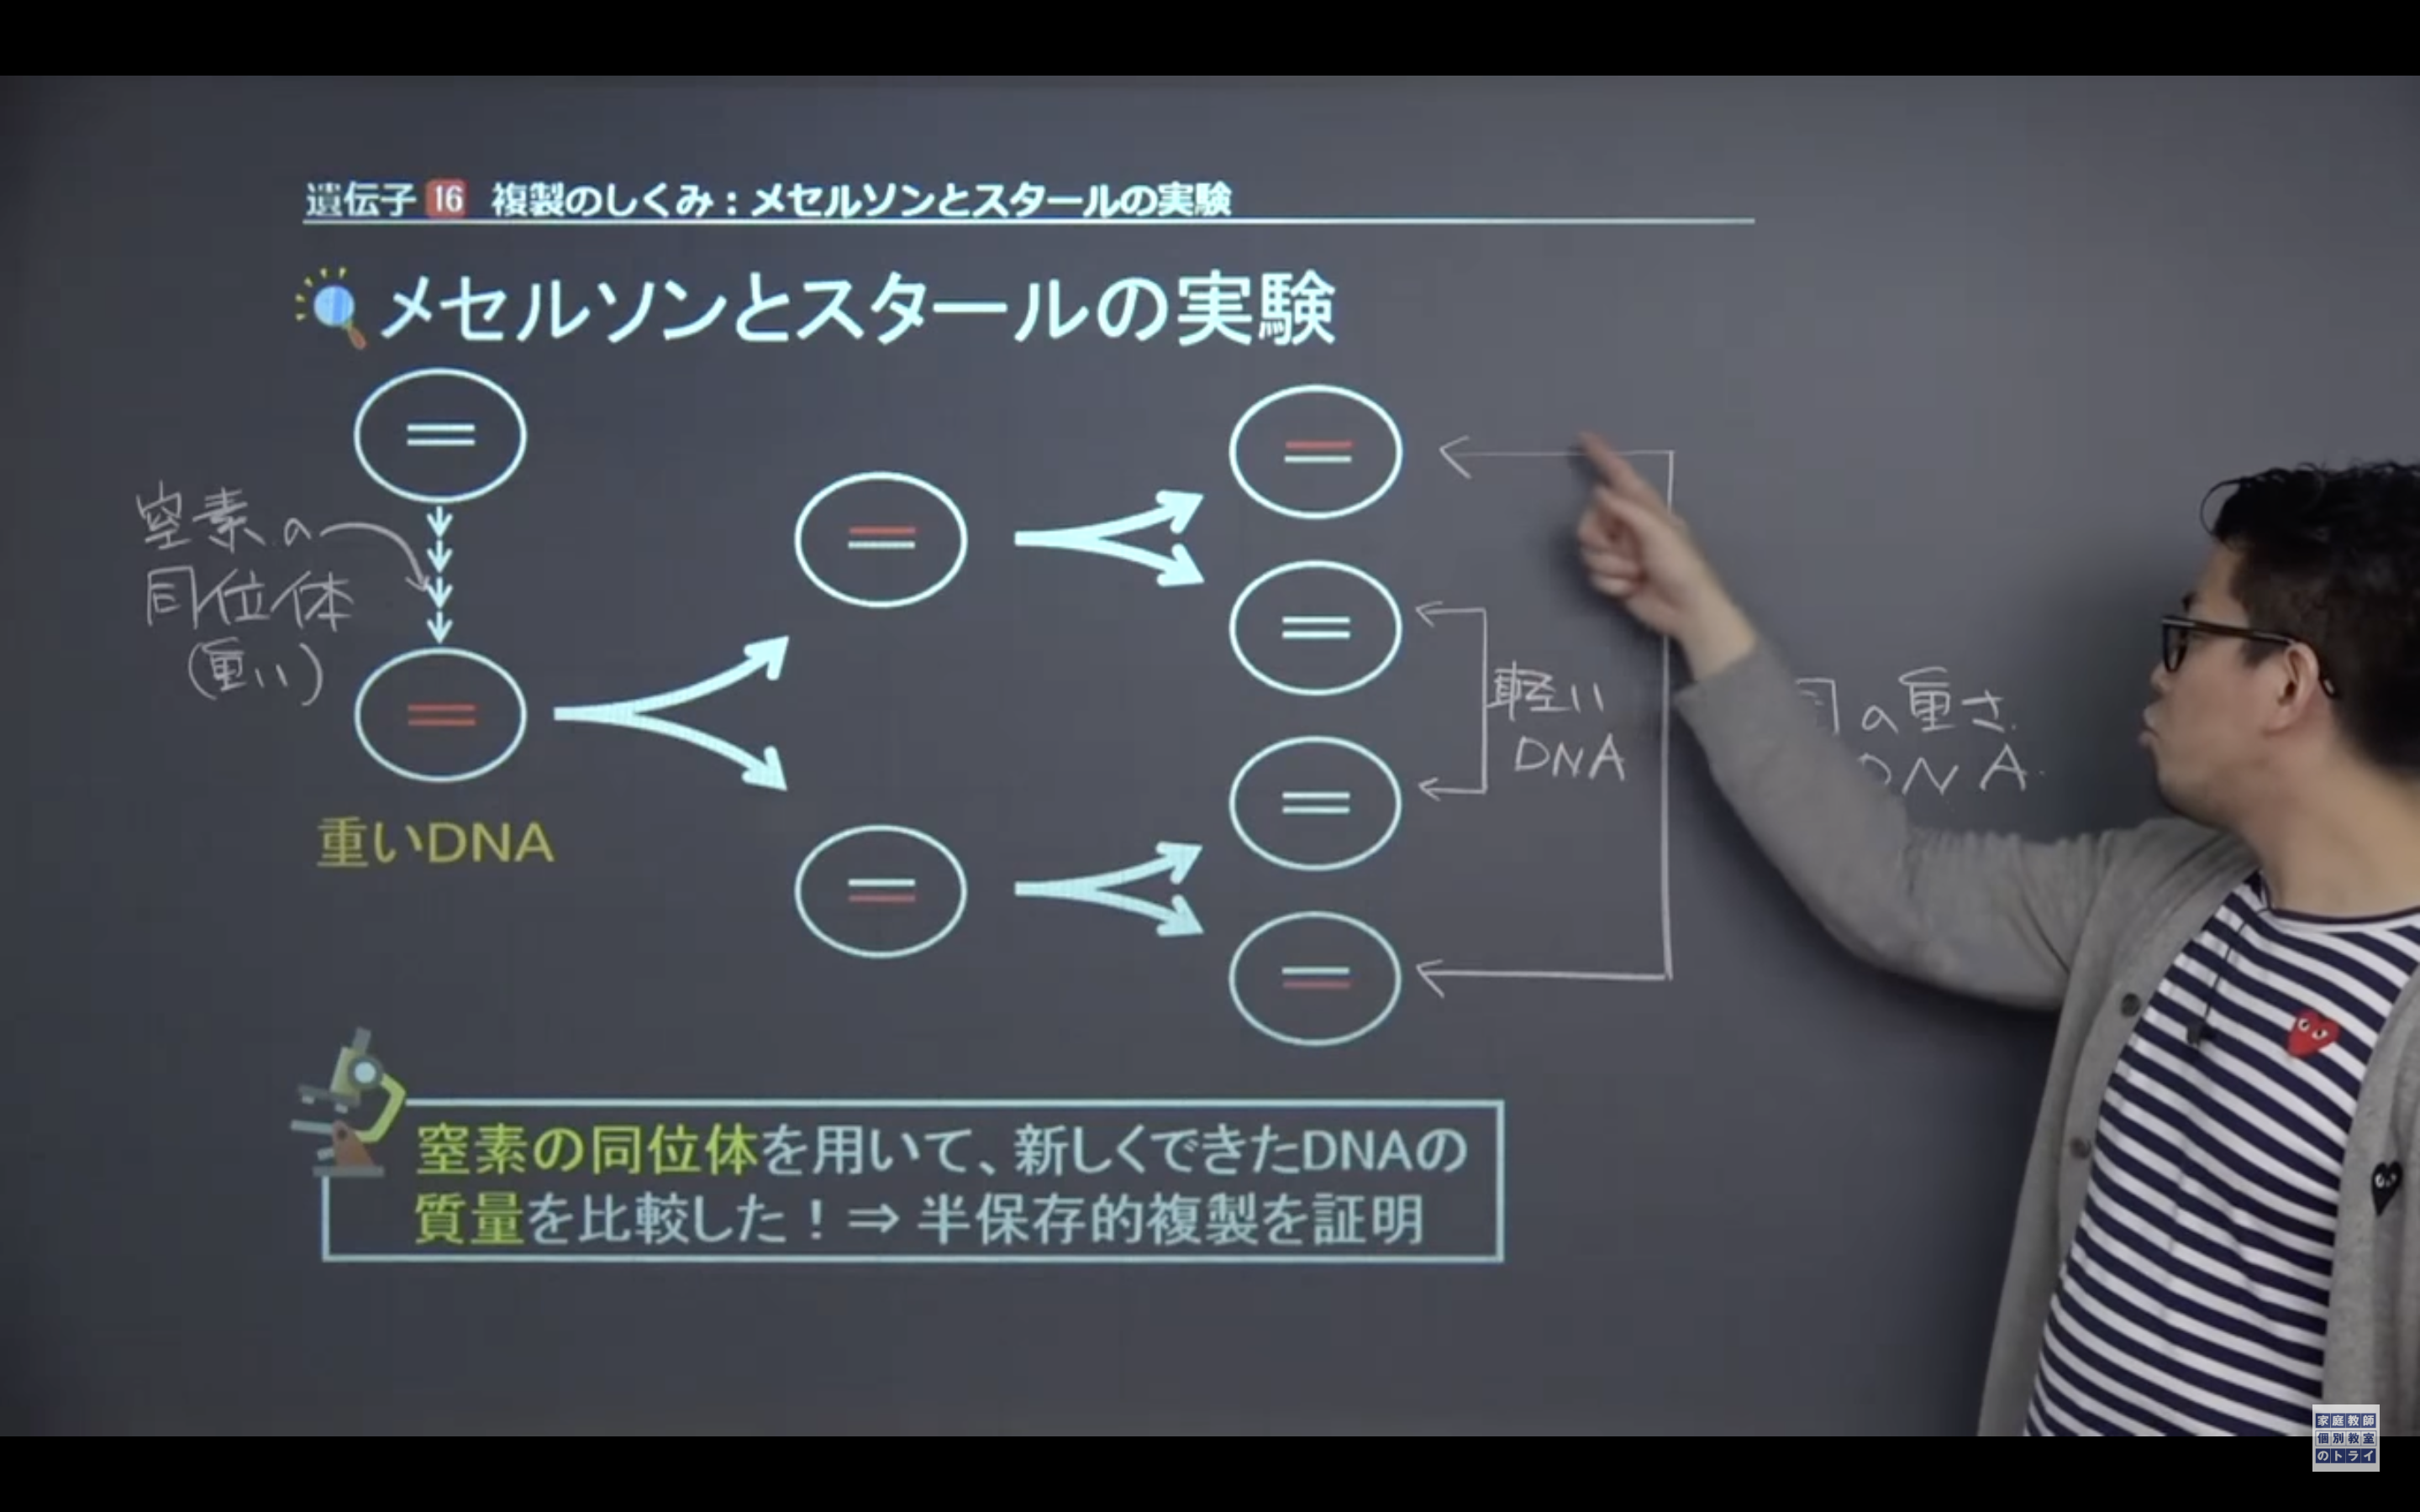 遺伝子 16 複製のしくみ:メセルソンとスタールの実験
メセルソンとスタールの実験
窒素の
同位体
(重い)
重いDNA
軽い
DNA
の重さ
DNA
窒素の同位体を用いて、新しくできたDNAの
質量を比較した!⇒半保存的複製を証明
家庭教師
個別教室
のトライ